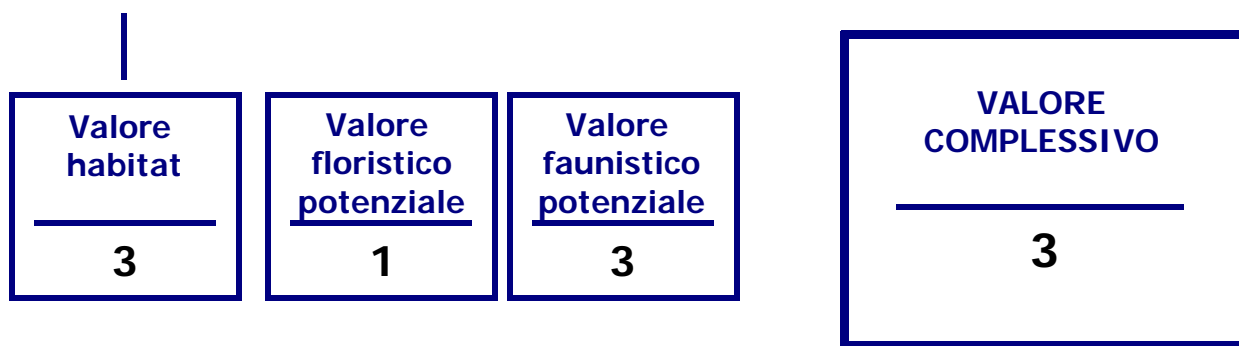 Valore
habitat
3
Valore
floristico
potenziale
1
Valore
faunistico
potenziale
3
VALORE
COMPLESSIVO
3